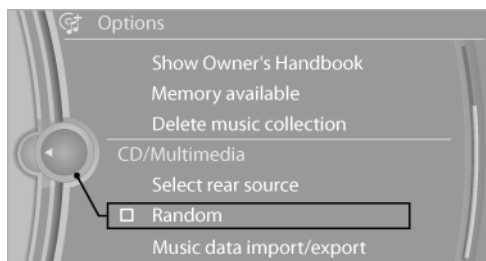 Options
Show Owner's Handbook
Memory available
Delete music collection
CD/Multimedia
Select rear source
Random
Music data import/export